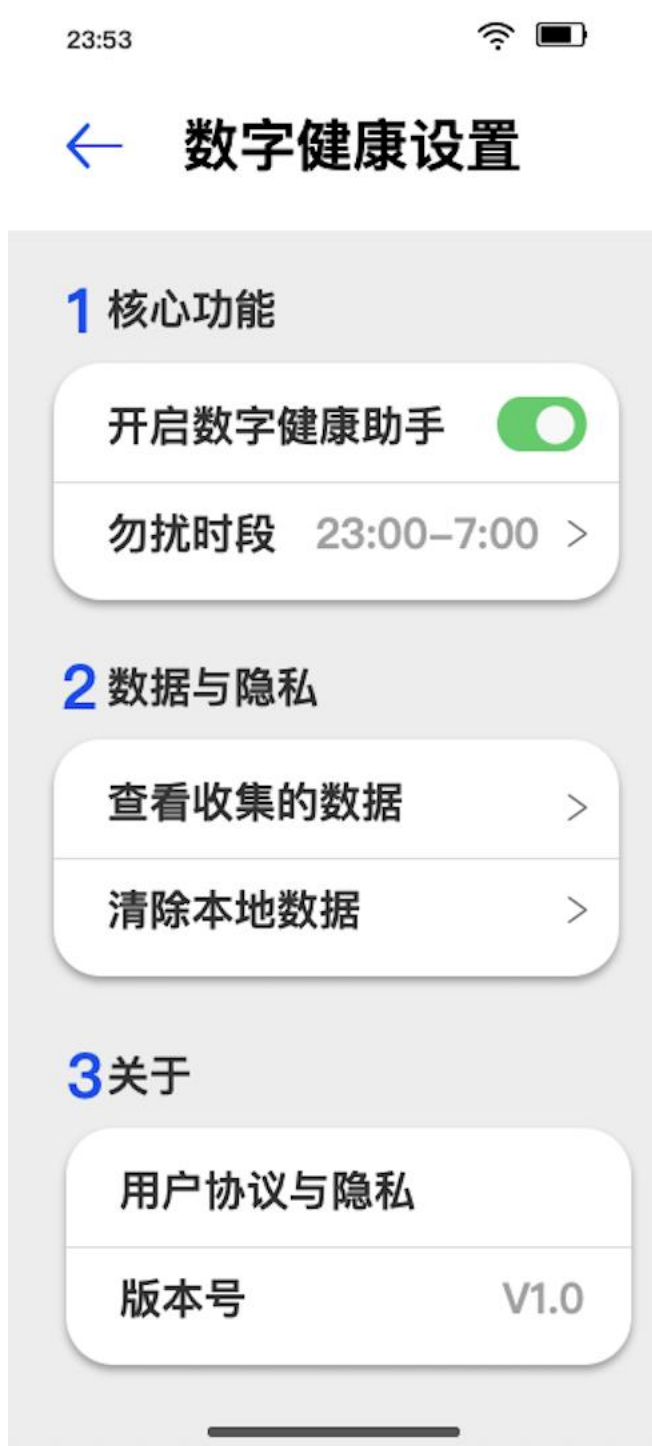 23:53
数字健康设置
1 核心功能
开启数字健康助手
勿扰时段 23:00–7:00 >
2 数据与隐私
查看收集的数据 >
清除本地数据 >
3 关于
用户协议与隐私
版本号 V1.0